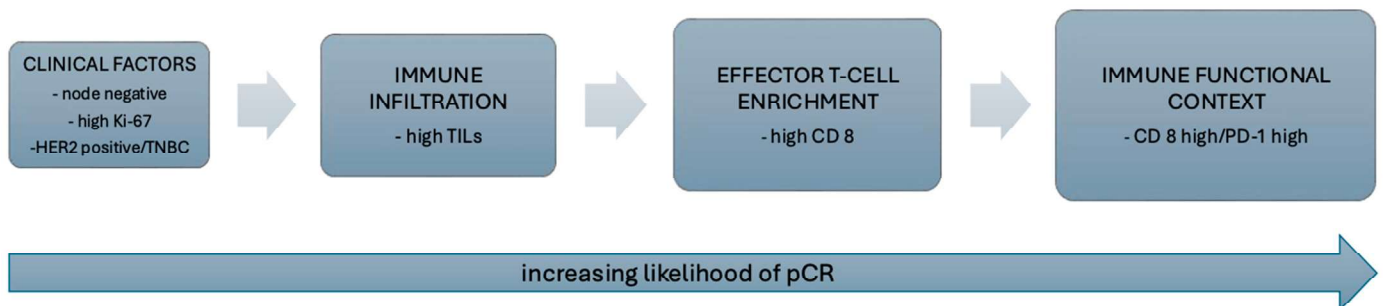 CLINICAL FACTORS
- node negative
- high Ki-67
-HER2 positive/TNBC
IMMUNE
INFILTRATION
- high TILs
EFFECTOR T-CELL
ENRICHMENT
- high CD 8
IMMUNE FUNCTIONAL
CONTEXT
- CD 8 high/PD-1 high
increasing likelihood of pCR